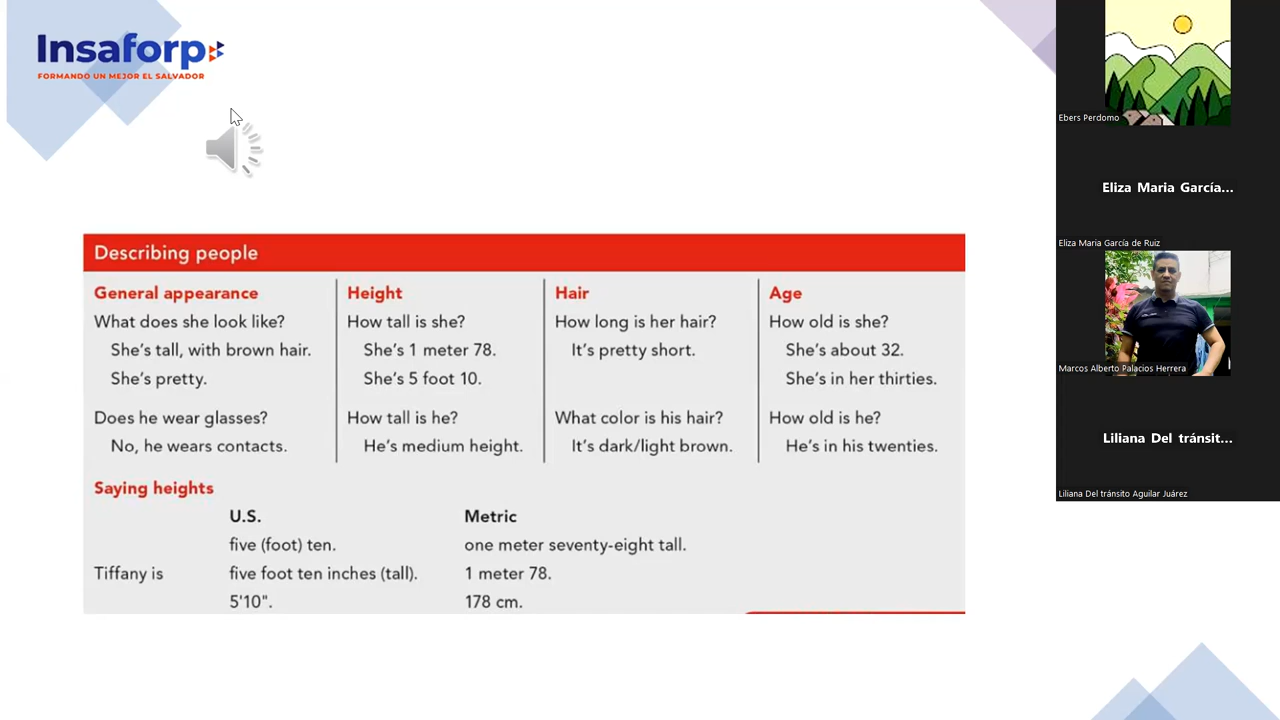 Insaforp
FORMANDO UN MEJOR EL SALVADOR
Describing people
General appearance
What does she look like?
She's tall, with brown hair.
She's pretty.
Does he wear glasses?
No, he wears contacts.
Height
How tall is she?
She's 1 meter 78.
She's 5 foot 10.
How tall is he?
He's medium height.
Hair
How long is her hair?
It's pretty short.
What color is his hair?
It's dark/light brown.
Age
How old is she?
She's about 32.
She's in her thirties.
How old is he?
He's in his twenties.
Saying heights
U.S.
Metric
five (foot) ten.
one meter seventy-eight tall.
Tiffany is
five foot ten inches (tall).
1 meter 78.
5'10".
178 cm.
Ebers Perdomo
Eliza Maria García...
Eliza Maria García de Ruiz
Marcos Alberto Palacios Herrera
Liliana Del tránsit...
Liliana Del tránsito Aguilar Juárez